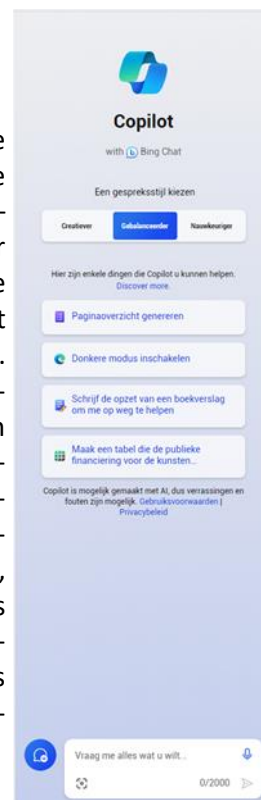 Copilot
with Bing Chat
Een gespreksstijl kiezen
Creatiever Gebalanceerder Nauwkeuriger
Hier zijn enkele dingen die Copilot u kunnen helpen.
Discover more.
Paginaoverzicht genereren
Donkere modus inschakelen
Schrijf de opzet van een boekverslag
om me op weg te helpen
Maak een tabel die de publieke
financiering voor de kunsten...
Copilot is mogelijk gemaakt met AI, dus verrassingen en
fouten zijn mogelijk. Gebruiksvoorwaarden |
Privacybeleid
Vraag me alles wat u wilt...
0/2000